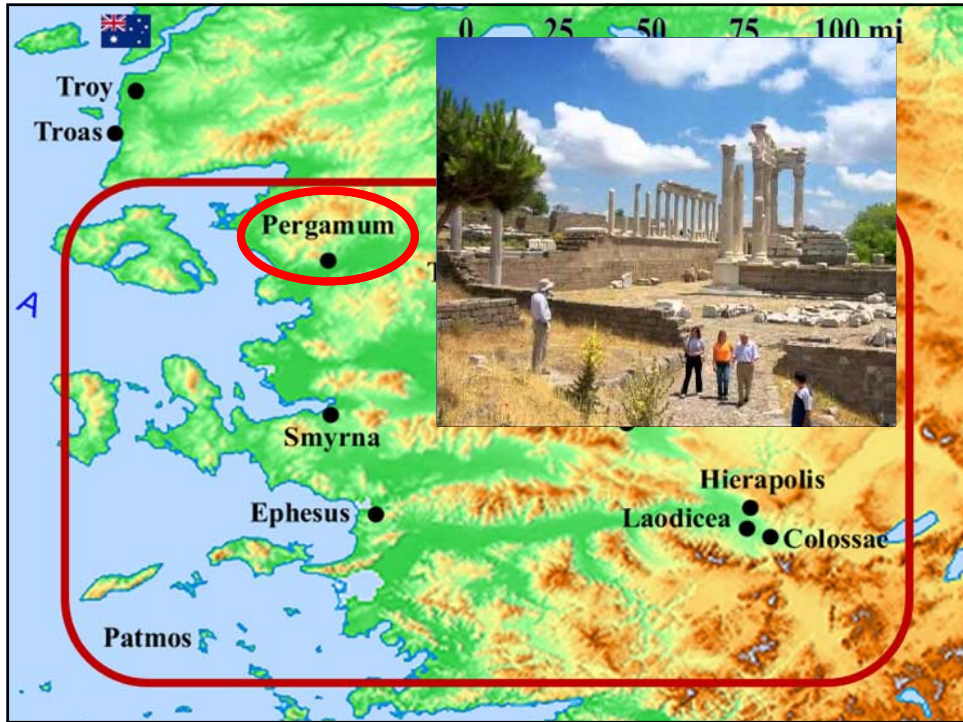 0 25 50 75 100 mi
Troy
Troas
Pergamum
T
A
Smyrna
Hierapolis
Ephesus
Laodicea
Colossae
Patmos